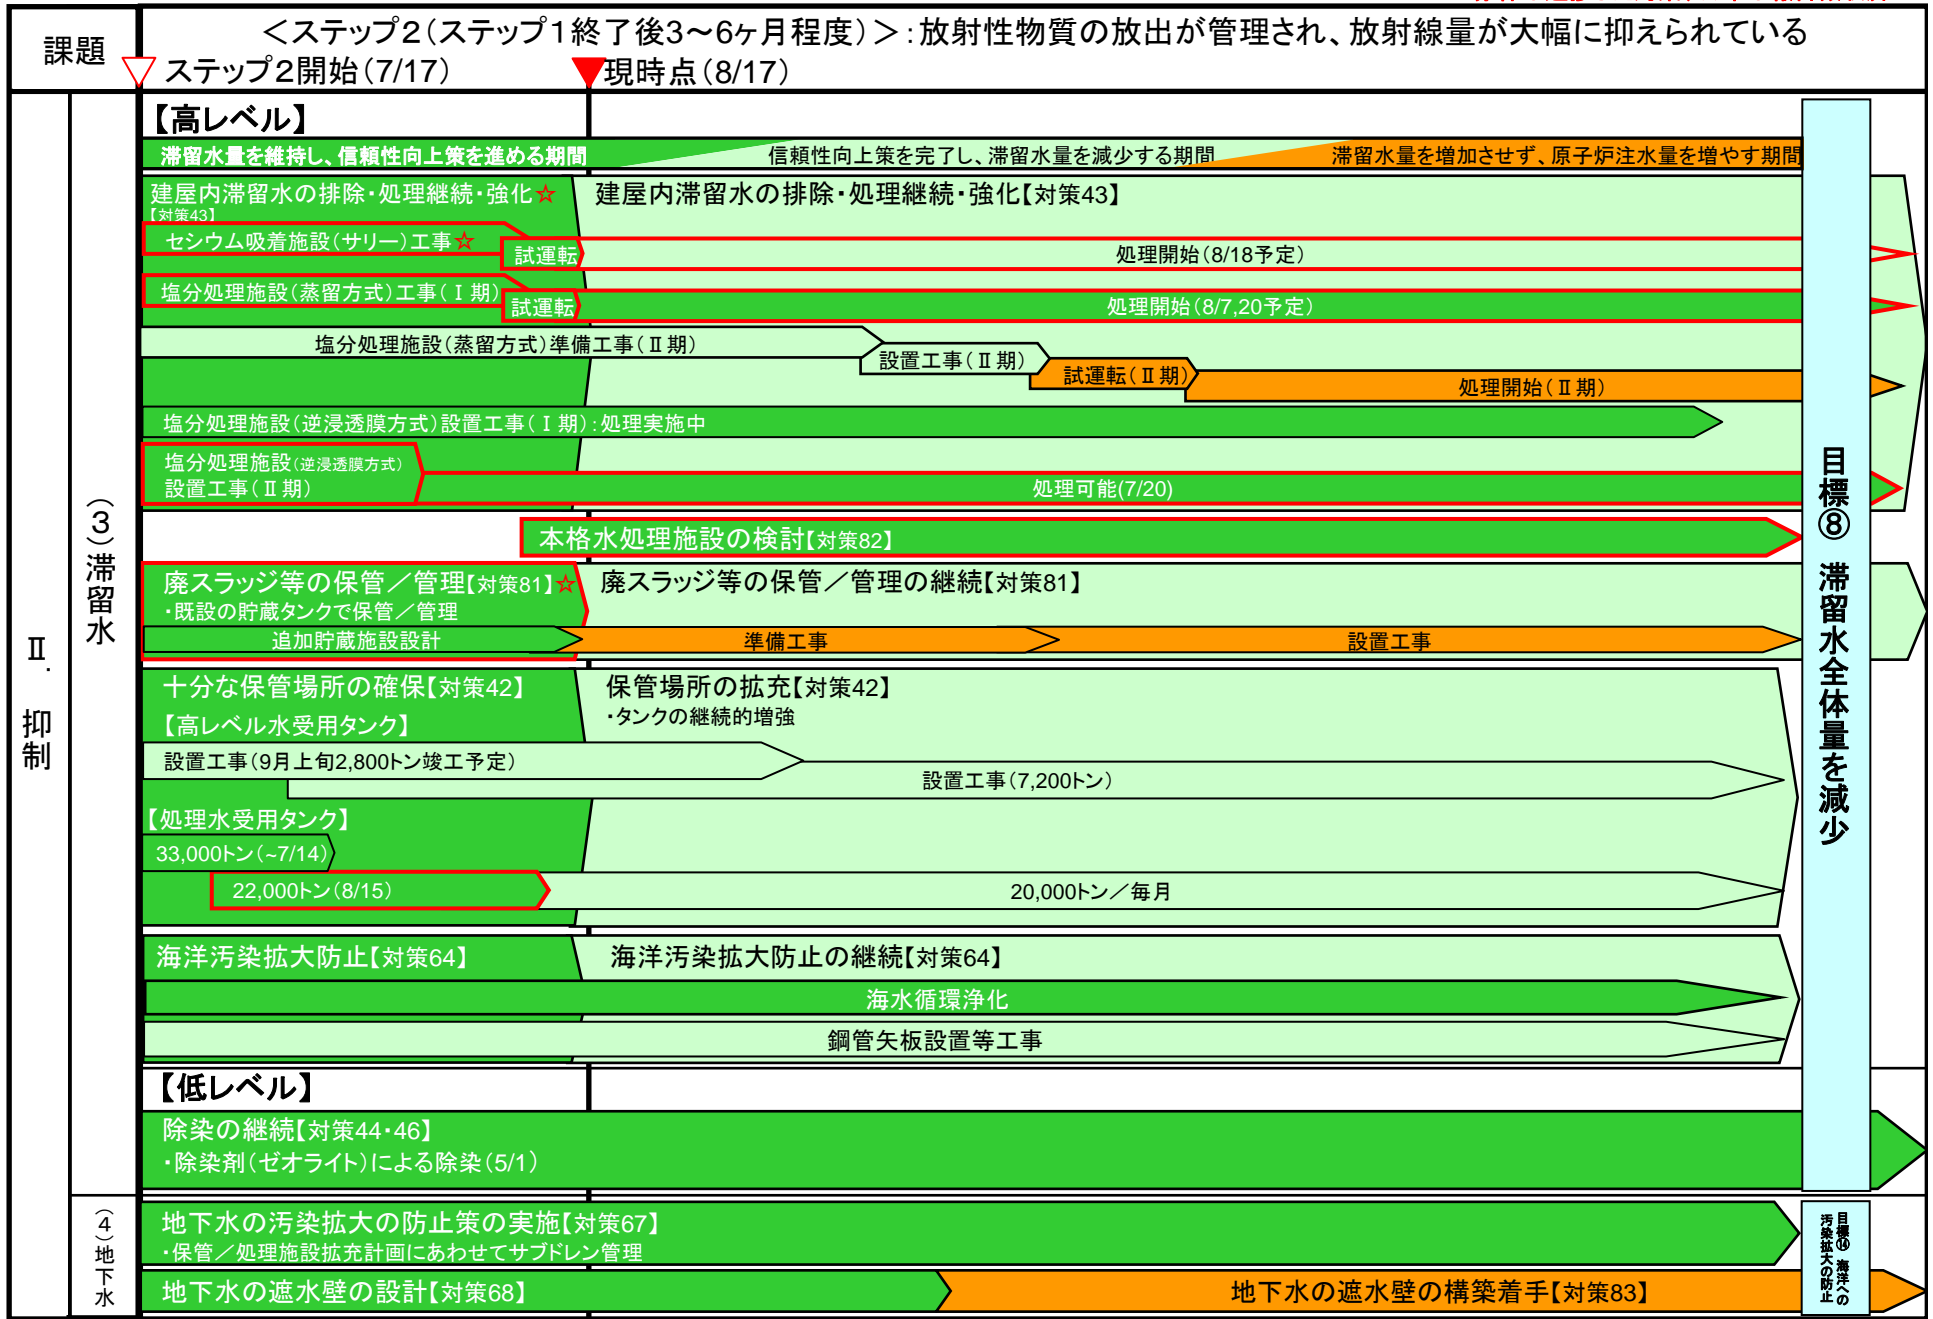 課題
＜ステップ２（ステップ１終了後3～6ヶ月程度）＞：放射性物質の放出が管理され、放射線量が大幅に抑えられている
ステップ２開始（7/17）
現時点（8/17）
Ⅱ．抑制
（３）滞留水
【高レベル】
滞留水量を維持し、信頼性向上策を進める期間
信頼性向上策を完了し、滞留水量を減少する期間
滞留水量を増加させず、原子炉注水量を増やす期間
建屋内滞留水の排除・処理継続・強化☆
【対策43】
建屋内滞留水の排除・処理継続・強化【対策43】
セシウム吸着施設（サリー）工事☆
試運転
処理開始（8/18予定）
塩分処理施設（蒸留方式）工事（Ⅰ期）
試運転
処理開始（8/7,20予定）
塩分処理施設（蒸留方式）準備工事（Ⅱ期）
設置工事（Ⅱ期）
試運転（Ⅱ期）
処理開始（Ⅱ期）
塩分処理施設（逆浸透膜方式）設置工事（Ⅰ期）：処理実施中
塩分処理施設（逆浸透膜方式）
設置工事（Ⅱ期）
処理可能(7/20)
本格水処理施設の検討【対策82】
廃スラッジ等の保管／管理【対策81】☆
・既設の貯蔵タンクで保管／管理
廃スラッジ等の保管／管理の継続【対策81】
追加貯蔵施設設計
準備工事
設置工事
十分な保管場所の確保【対策42】
保管場所の拡充【対策42】
・タンクの継続的増強
【高レベル水受用タンク】
設置工事（9月上旬2,800トン竣工予定）
設置工事（7,200トン）
【処理水受用タンク】
33,000トン（~7/14）
22,000トン（8/15）
20,000トン／毎月
海洋汚染拡大防止【対策64】
海洋汚染拡大防止の継続【対策64】
海水循環浄化
鋼管矢板設置等工事
【低レベル】
除染の継続【対策44・46】
・除染剤（ゼオライト）による除染（5/1）
目標⑧　滞留水全体量を減少
（４）地下水
地下水の汚染拡大の防止策の実施【対策67】
・保管／処理施設拡充計画にあわせてサブドレン管理
地下水の遮水壁の設計【対策68】
地下水の遮水壁の構築着手【対策83】
目標⑭　海洋への
汚染拡大の防止